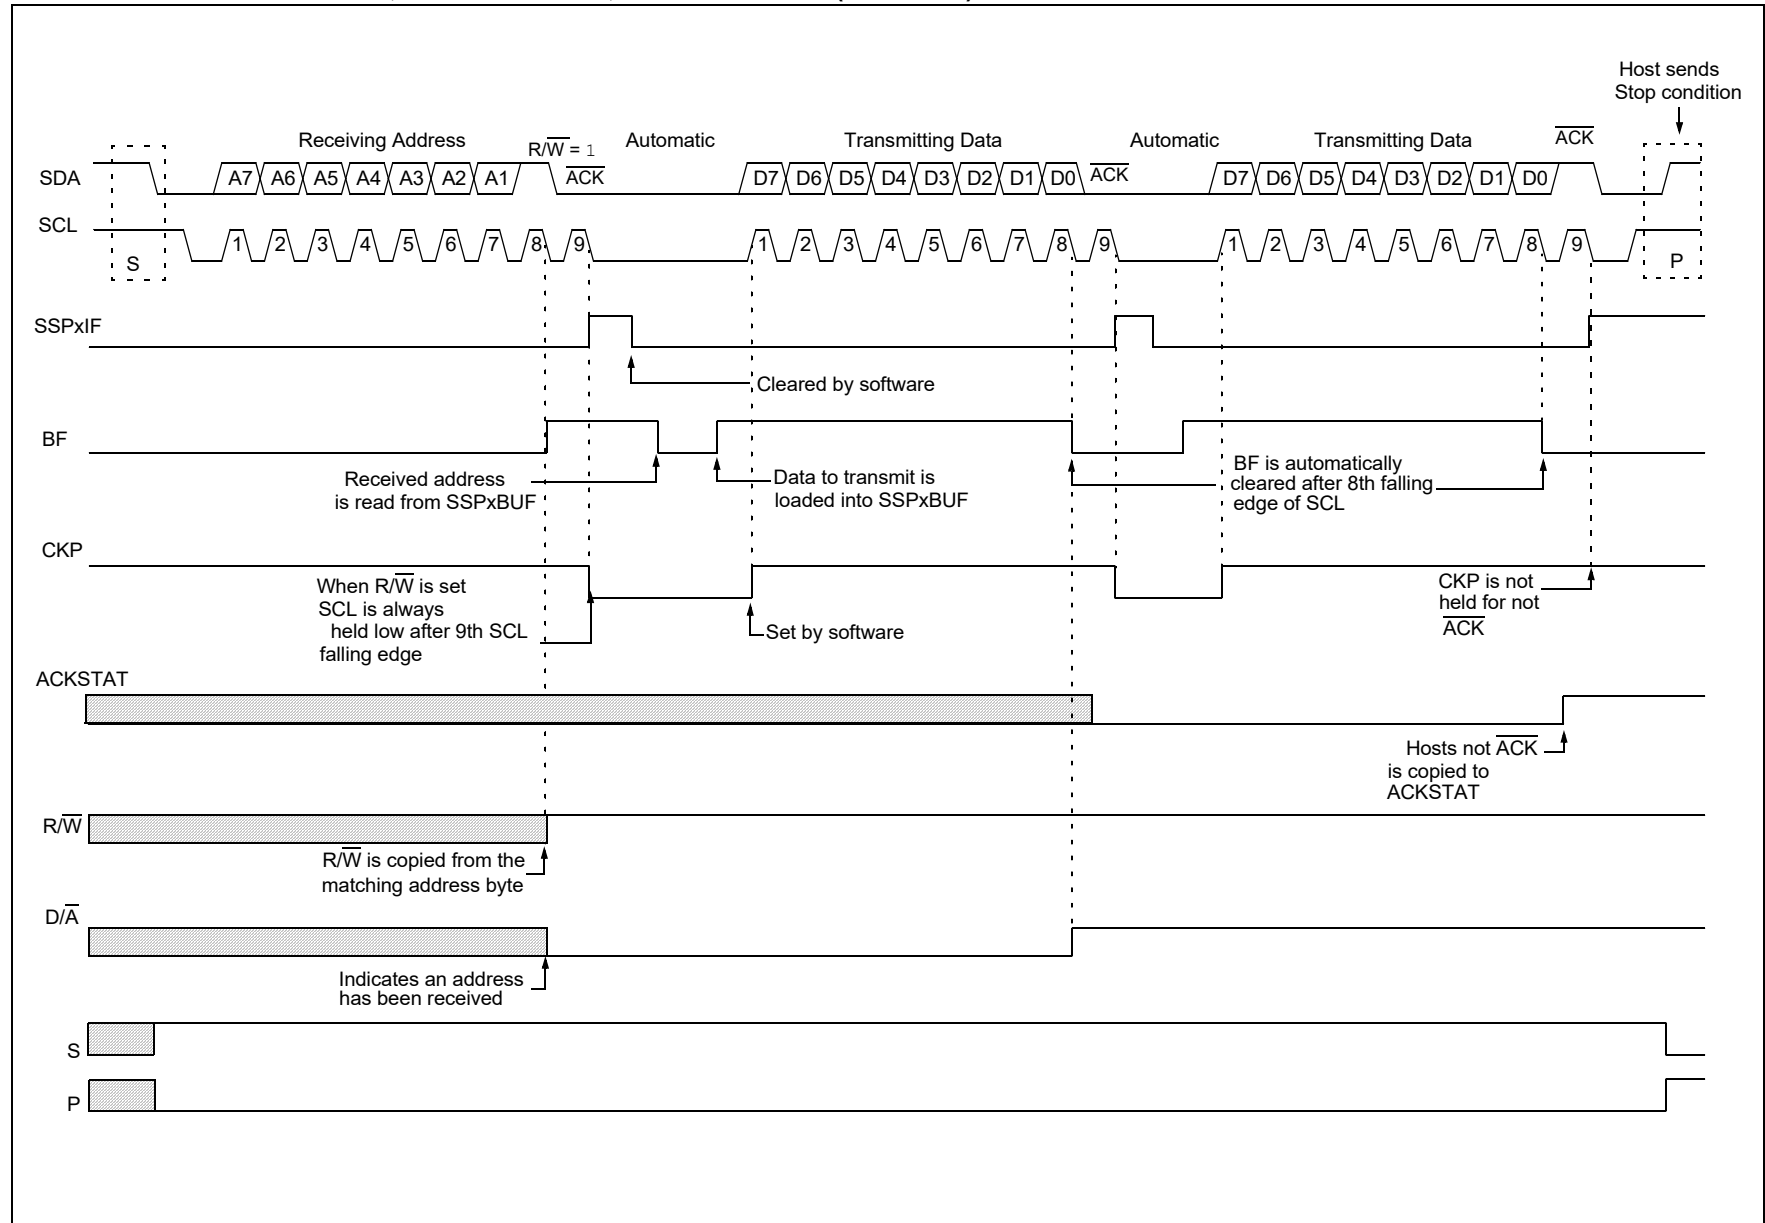 Host sends
Stop condition
Receiving Address
R/W̅ = 1
Automatic
Transmitting Data
Automatic
Transmitting Data
A̅C̅K̅
SDA
A7 A6 A5 A4 A3 A2 A1
A̅C̅K̅
D7 D6 D5 D4 D3 D2 D1 D0
A̅C̅K̅
D7 D6 D5 D4 D3 D2 D1 D0
SCL
1 2 3 4 5 6 7 8 9
1 2 3 4 5 6 7 8 9
1 2 3 4 5 6 7 8 9
S
P
SSPxIF
Cleared by software
BF
Received address
is read from SSPxBUF
Data to transmit is
loaded into SSPxBUF
BF is automatically
cleared after 8th falling
edge of SCL
CKP
When R/W̅ is set
SCL is always
held low after 9th SCL
falling edge
Set by software
CKP is not
held for not
A̅C̅K̅
ACKSTAT
Hosts not A̅C̅K̅
is copied to
ACKSTAT
R/W̅
R/W̅ is copied from the
matching address byte
D/A̅
Indicates an address
has been received
S
P